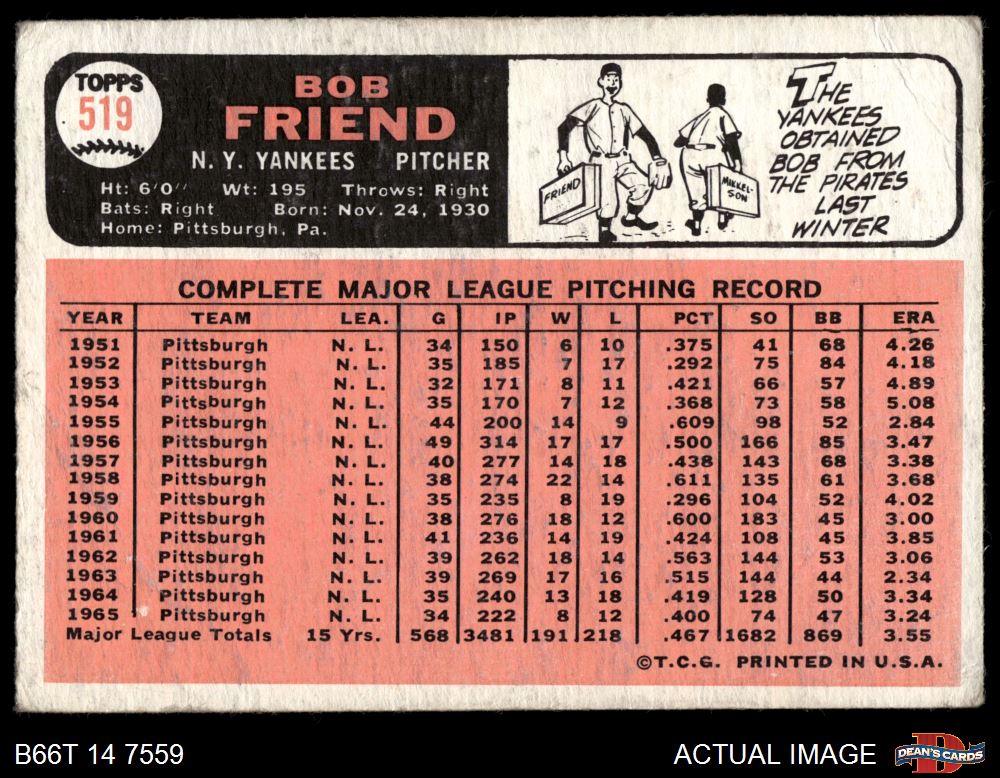 TOPPS
519
BOB
FRIEND
N. Y. YANKEES PITCHER
Ht: 6'0" Wt: 195 Throws: Right
Bats: Right Born: Nov. 24, 1930
Home: Pittsburgh, Pa.
FRIEND
MIKKEL-
SON
THE
YANKEES
OBTAINED
BOB FROM
THE PIRATES
LAST
WINTER
COMPLETE MAJOR LEAGUE PITCHING RECORD
YEAR TEAM LEA. G IP W L PCT SO BB ERA
1951 Pittsburgh N. L. 34 150 6 10 .375 41 68 4.26
1952 Pittsburgh N. L. 35 185 7 17 .292 75 84 4.18
1953 Pittsburgh N. L. 32 171 8 11 .421 66 57 4.89
1954 Pittsburgh N. L. 35 170 7 12 .368 73 58 5.08
1955 Pittsburgh N. L. 44 200 14 9 .609 98 52 2.84
1956 Pittsburgh N. L. 49 314 17 17 .500 166 85 3.47
1957 Pittsburgh N. L. 40 277 14 18 .438 143 68 3.38
1958 Pittsburgh N. L. 38 274 22 14 .611 135 61 3.68
1959 Pittsburgh N. L. 35 235 8 19 .296 104 52 4.02
1960 Pittsburgh N. L. 38 276 18 12 .600 183 45 3.00
1961 Pittsburgh N. L. 41 236 14 19 .424 108 45 3.85
1962 Pittsburgh N. L. 39 262 18 14 .563 144 53 3.06
1963 Pittsburgh N. L. 39 269 17 16 .515 144 44 2.34
1964 Pittsburgh N. L. 35 240 13 18 .419 128 50 3.34
1965 Pittsburgh N. L. 34 222 8 12 .400 74 47 3.24
Major League Totals 15 Yrs. 568 3481 191 218 .467 1682 869 3.55
©T.C.G. PRINTED IN U.S.A.
B66T 14 7559
ACTUAL IMAGE
DEAN'S CARDS